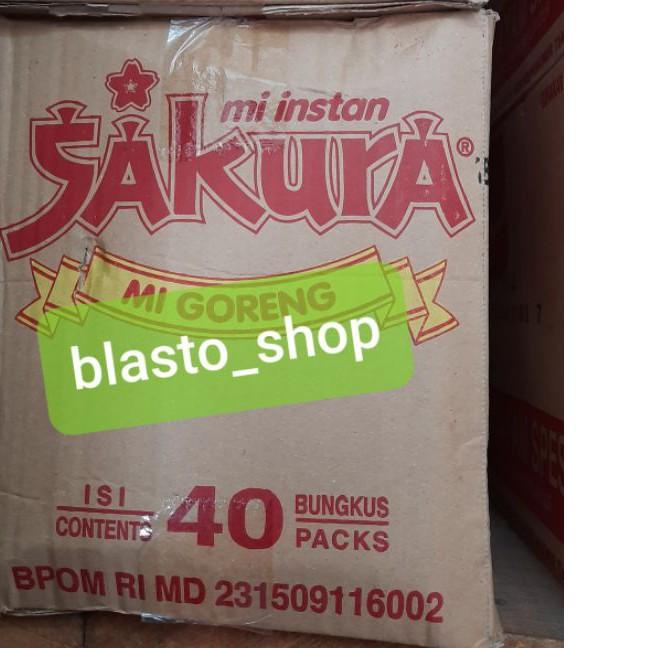 mi instan
SAKURA®
MI GORENG
blasto_shop
ISI 40 BUNGKUS
CONTENTS PACKS
BPOM RI MD 231509116002